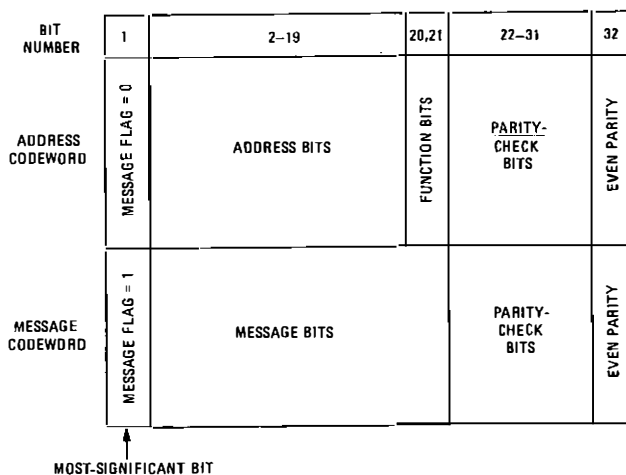 BIT
NUMBER
1
2–19
20,21
22–31
32
ADDRESS
CODEWORD
MESSAGE FLAG = 0
ADDRESS BITS
FUNCTION BITS
PARITY-
CHECK
BITS
EVEN PARITY
MESSAGE
CODEWORD
MESSAGE FLAG = 1
MESSAGE BITS
PARITY-
CHECK
BITS
EVEN PARITY
MOST-SIGNIFICANT BIT